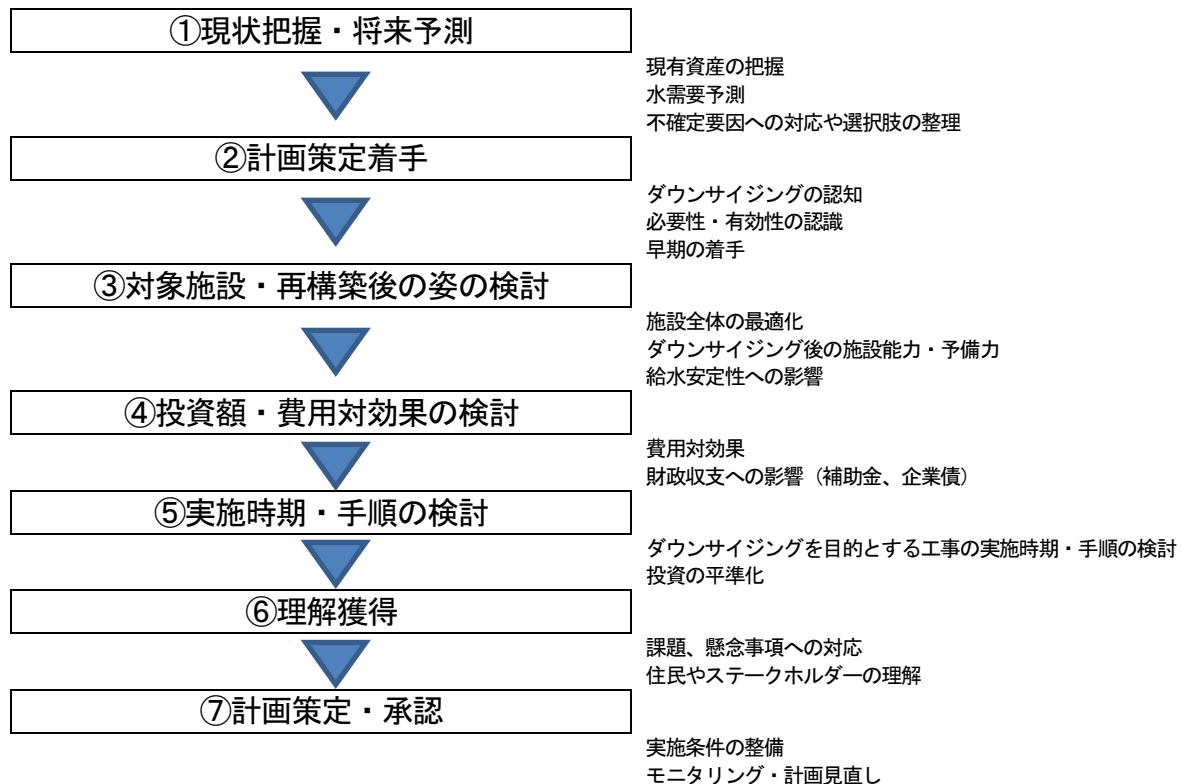 ①現状把握・将来予測
現有資産の把握
水需要予測
不確定要因への対応や選択肢の整理
②計画策定着手
ダウンサイジングの認知
必要性・有効性の認識
早期の着手
③対象施設・再構築後の姿の検討
施設全体の最適化
ダウンサイジング後の施設能力・予備力
給水安定性への影響
④投資額・費用対効果の検討
費用対効果
財政収支への影響（補助金、企業債）
⑤実施時期・手順の検討
ダウンサイジングを目的とする工事の実施時期・手順の検討
投資の平準化
⑥理解獲得
課題、懸念事項への対応
住民やステークホルダーの理解
⑦計画策定・承認
実施条件の整備
モニタリング・計画見直し